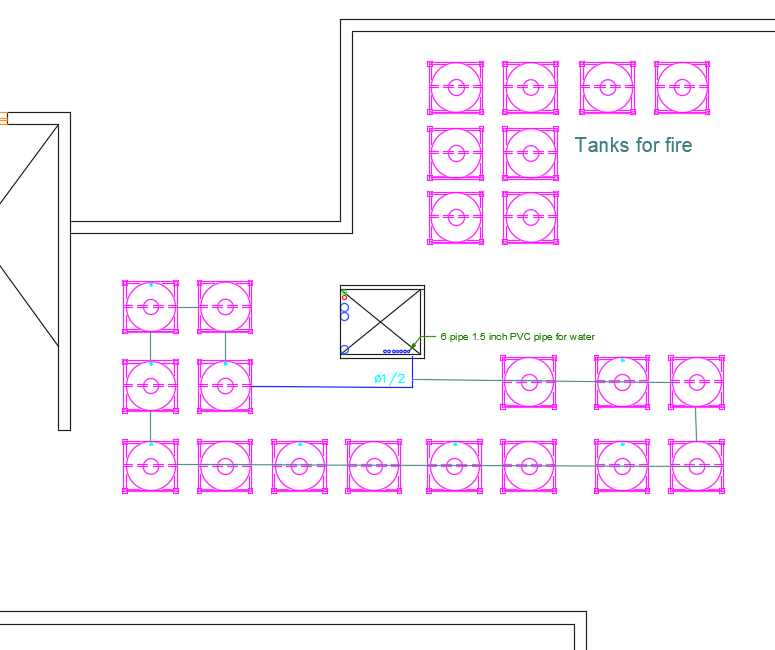 Tanks for fire
6 pipe 1.5 inch PVC pipe for water
ø1/2